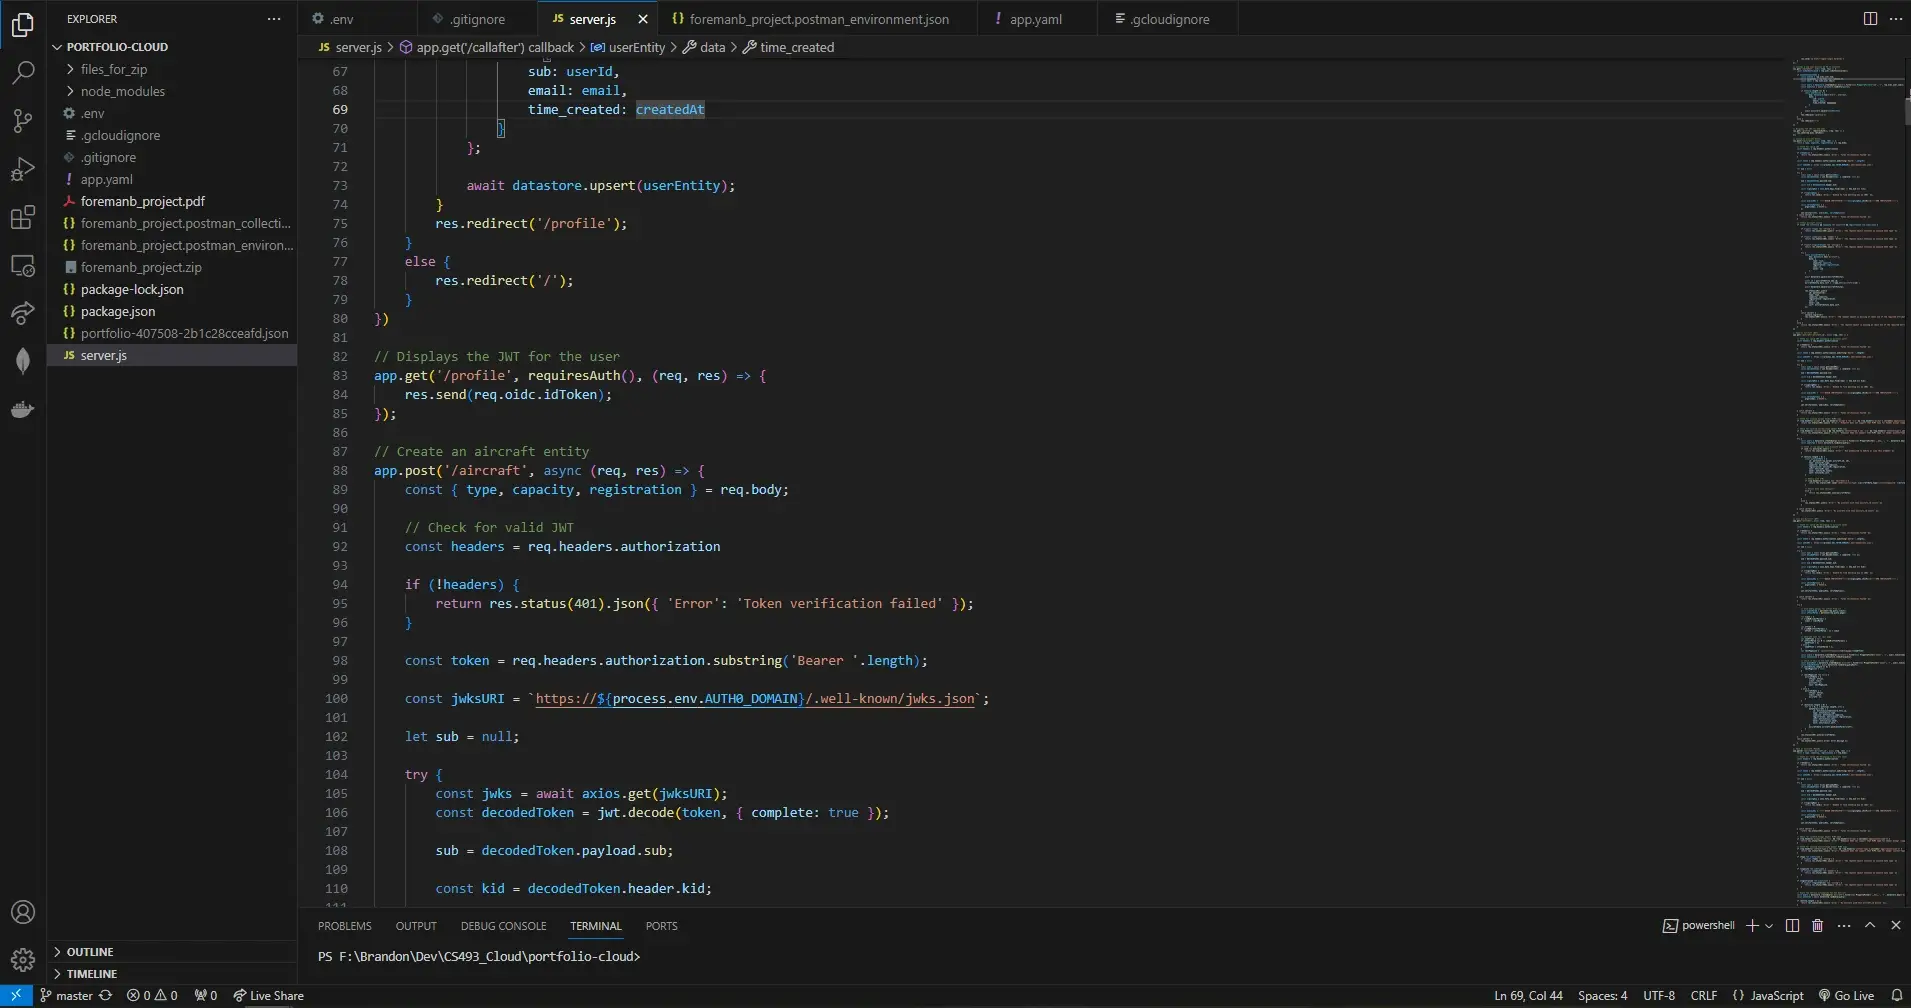 EXPLORER
PORTFOLIO-CLOUD
files_for_zip
node_modules
.env
.gcloudignore
.gitignore
app.yaml
foremanb_project.pdf
foremanb_project.postman_collecti...
foremanb_project.postman_environ...
foremanb_project.zip
package-lock.json
package.json
portfolio-407508-2b1c28cceafd.json
JS server.js
OUTLINE
TIMELINE
.env .gitignore JS server.js foremanb_project.postman_environment.json app.yaml .gcloudignore
JS server.js > app.get('/callafter') callback > userEntity > data > time_created
67 sub: userId,
68 email: email,
69 time_created: createdAt
70 }
71 };
72
73 await datastore.upsert(userEntity);
74 }
75 res.redirect('/profile');
76 }
77 else {
78 res.redirect('/');
79 }
80 })
81
82 // Displays the JWT for the user
83 app.get('/profile', requiresAuth(), (req, res) => {
84 res.send(req.oidc.idToken);
85 });
86
87 // Create an aircraft entity
88 app.post('/aircraft', async (req, res) => {
89 const { type, capacity, registration } = req.body;
90
91 // Check for valid JWT
92 const headers = req.headers.authorization
93
94 if (!headers) {
95 return res.status(401).json({ 'Error': 'Token verification failed' });
96 }
97
98 const token = req.headers.authorization.substring('Bearer '.length);
99
100 const jwksURI = `https://${process.env.AUTH0_DOMAIN}/.well-known/jwks.json`;
101
102 let sub = null;
103
104 try {
105 const jwks = await axios.get(jwksURI);
106 const decodedToken = jwt.decode(token, { complete: true });
107
108 sub = decodedToken.payload.sub;
109
110 const kid = decodedToken.header.kid;
111
PROBLEMS OUTPUT DEBUG CONSOLE TERMINAL PORTS powershell
PS F:\Brandon\Dev\CS493_Cloud\portfolio-cloud>
master 0 0 0 Live Share Ln 69, Col 44 Spaces: 4 UTF-8 CRLF {} JavaScript Go Live